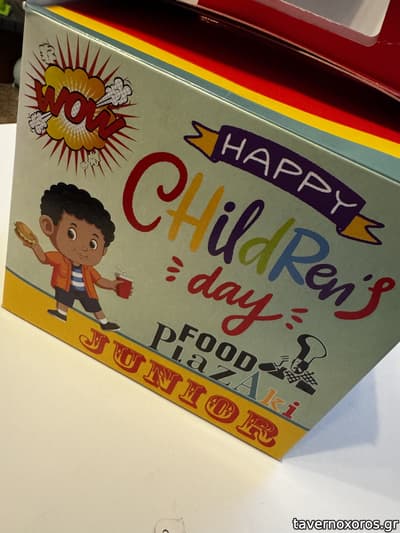 WOW
HAPPY
CHildRen's
day
FOOD
PlazAki
JUNIOR
tavernoxoros.gr